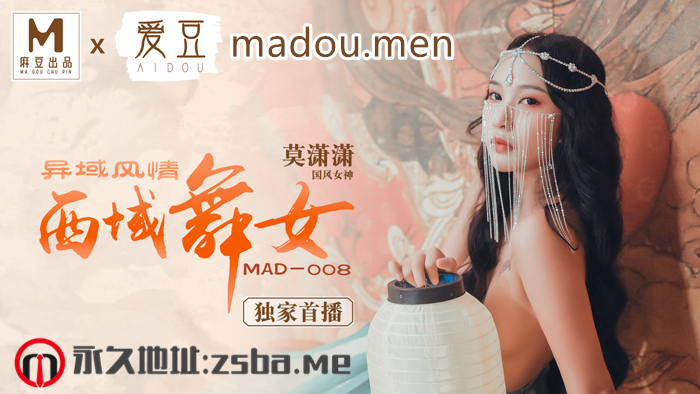 M
麻豆出品
MA DOU CHU PIN
x
爱豆
AIDOU
madou.men
莫潇潇
国风女神
异域风情
西域舞女
MAD-008
独家首播
永久地址:zsba.ME